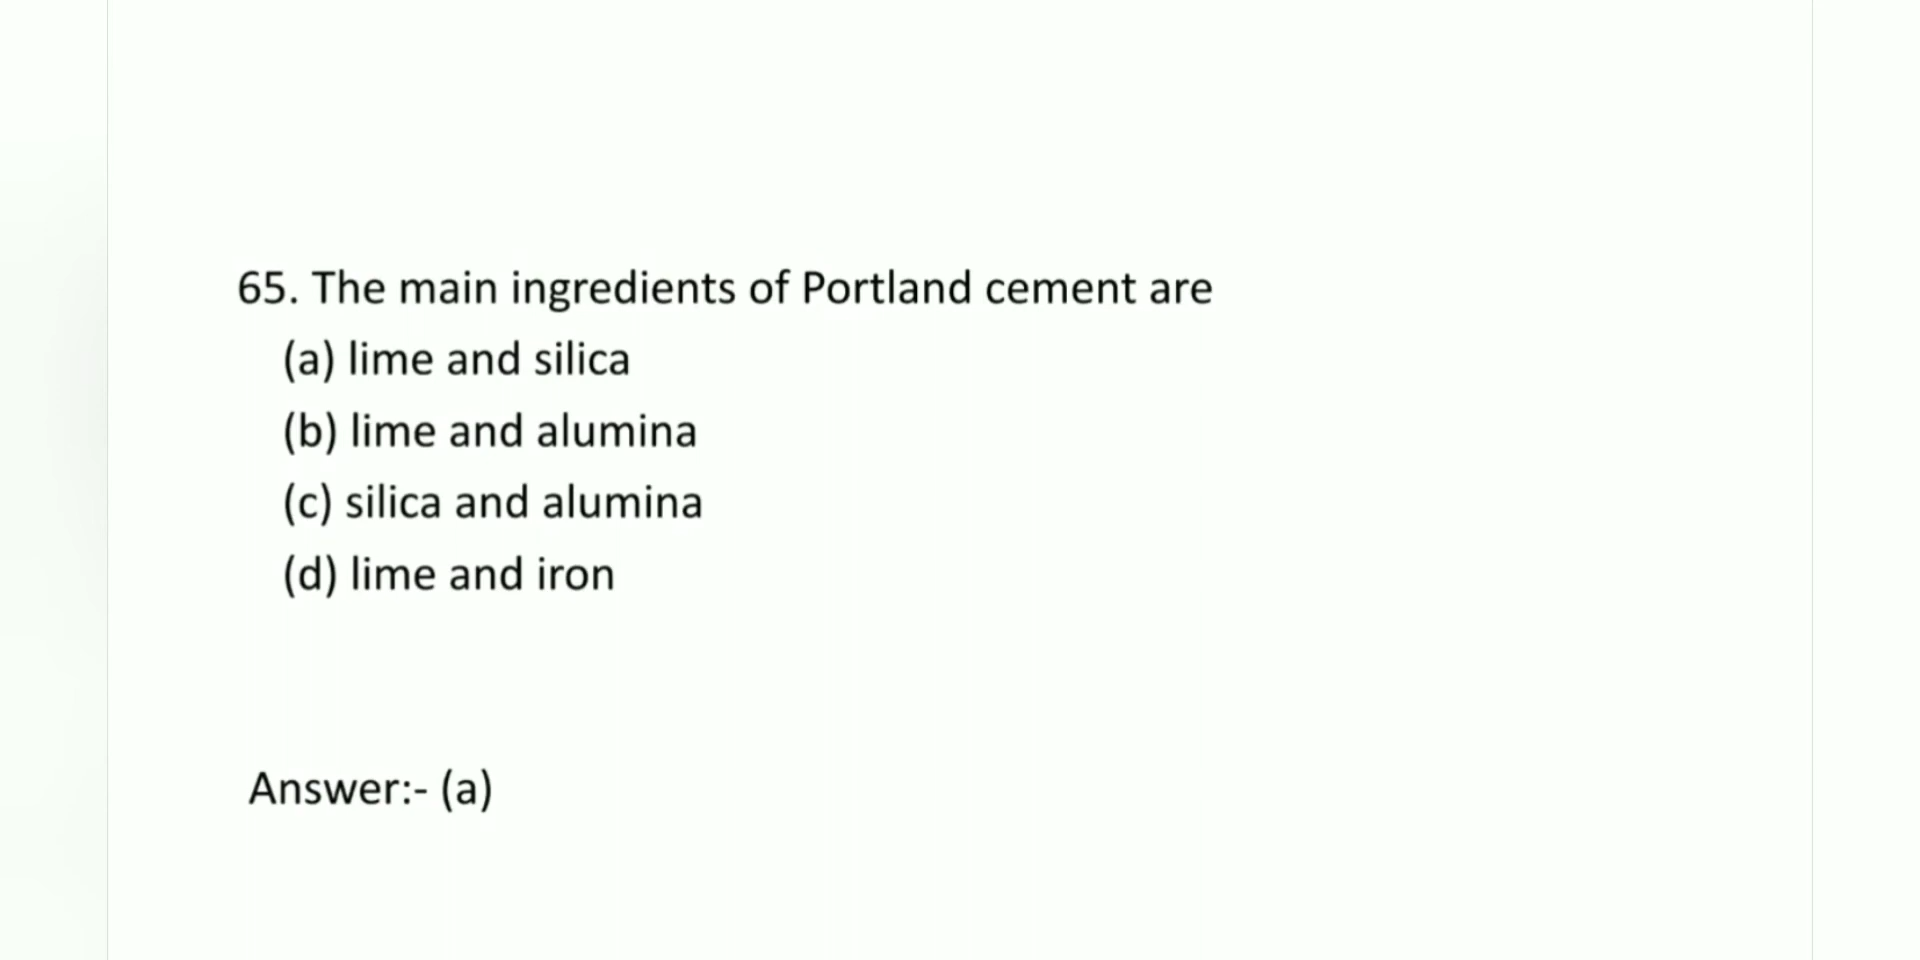 65. The main ingredients of Portland cement are
(a) lime and silica
(b) lime and alumina
(c) silica and alumina
(d) lime and iron
Answer:- (a)